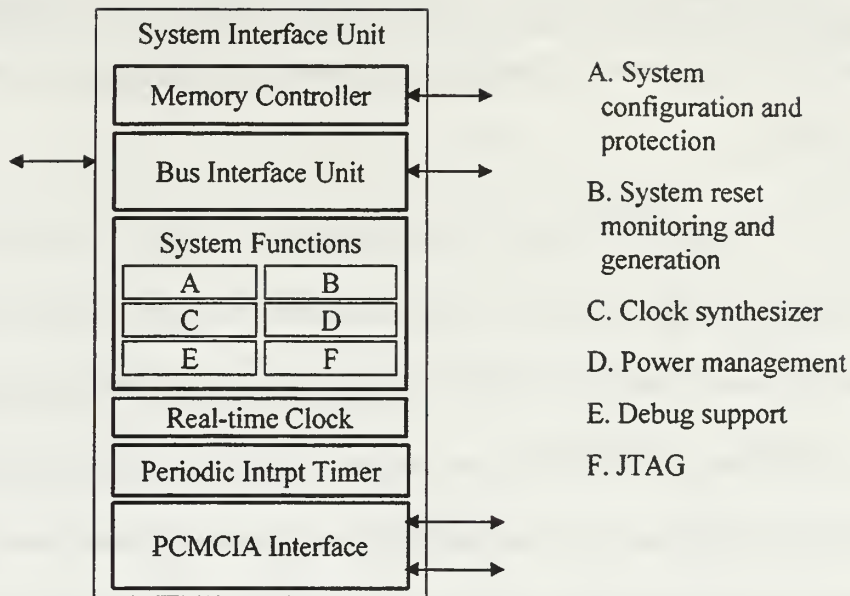 System Interface Unit
Memory Controller
Bus Interface Unit
System Functions
A B
C D
E F
Real-time Clock
Periodic Intrpt Timer
PCMCIA Interface
A. System
configuration and
protection
B. System reset
monitoring and
generation
C. Clock synthesizer
D. Power management
E. Debug support
F. JTAG